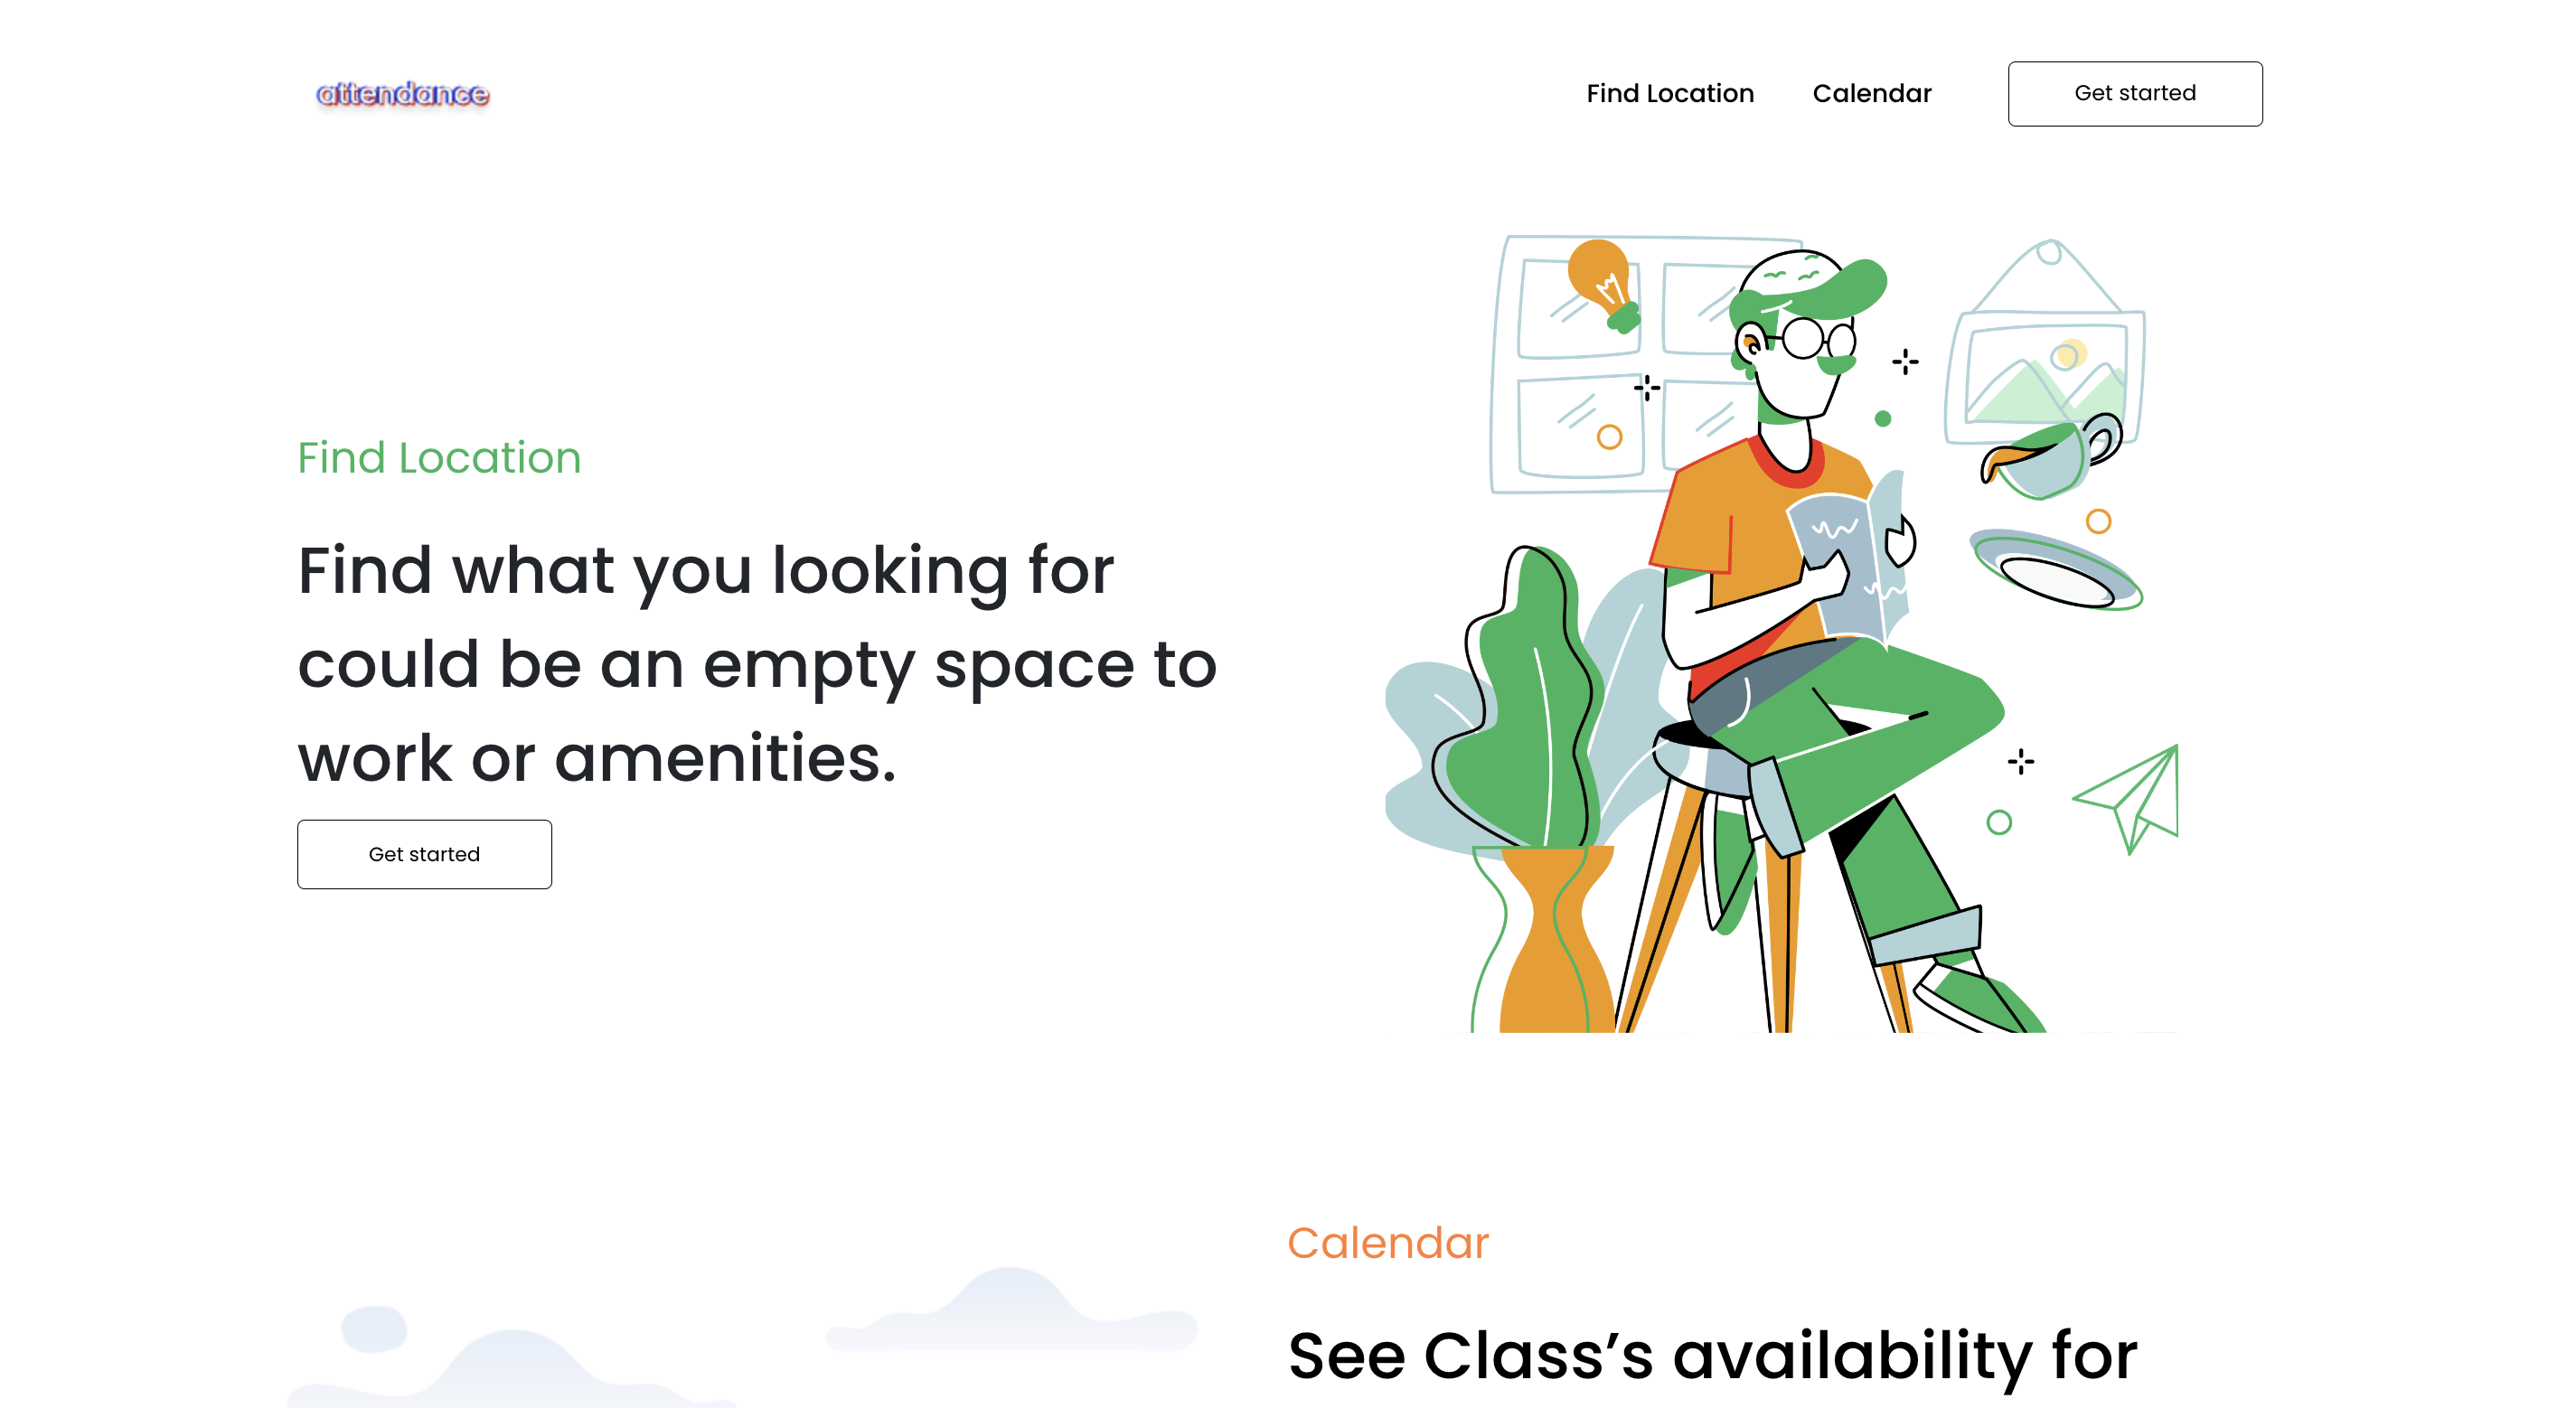 attendance
Find Location
Calendar
Get started
Find Location
Find what you looking for
could be an empty space to
work or amenities.
Get started
Calendar
See Class’s availability for